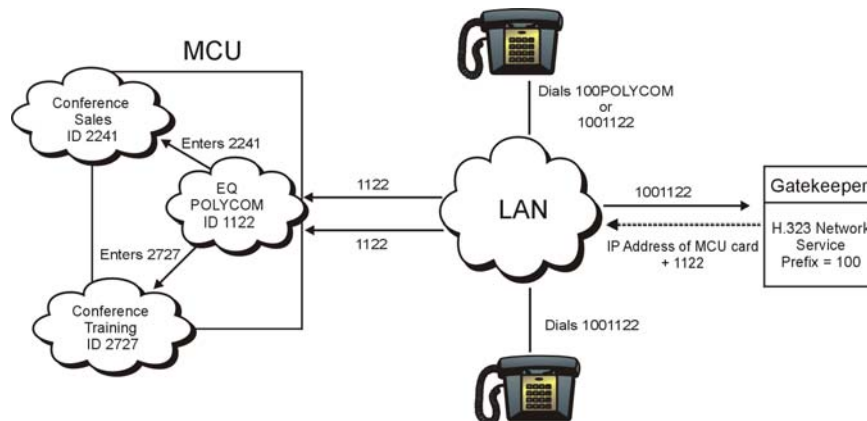 MCU
Conference
Sales
ID 2241
Enters 2241
EQ
POLYCOM
ID 1122
Enters 2727
Conference
Training
ID 2727
1122
1122
Dials 100POLYCOM
or
1001122
LAN
Dials 1001122
1001122
IP Address of MCU card
+ 1122
Gatekeeper
H.323 Network
Service
Prefix = 100